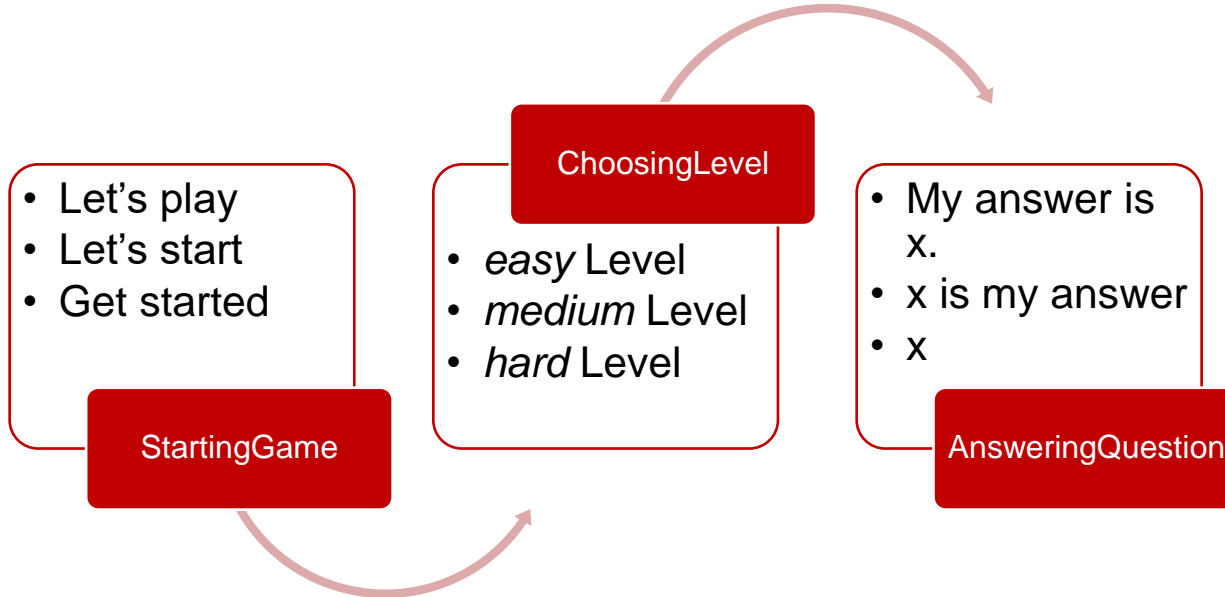 • Let’s play
• Let’s start
• Get started
StartingGame
ChoosingLevel
• easy Level
• medium Level
• hard Level
• My answer is
x.
• x is my answer
• x
AnsweringQuestion